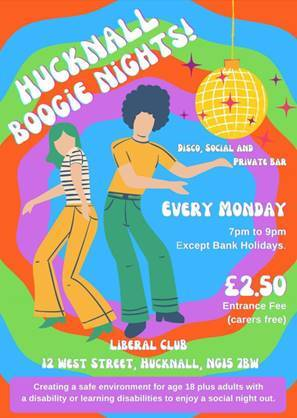 HUCKNALL
BOOGIE NIGHTS!
DISCO, SOCIAL AND
PRIVATE BAR
EVERY MONDAY
7pm to 9pm
Except Bank Holidays.
£2.50
Entrance Fee
(carers free)
LIBERAL CLUB
12 WEST STREET, HUCKNALL, NG15 7BW
Creating a safe environment for age 18 plus adults with
a disability or learning disabilities to enjoy a social night out.